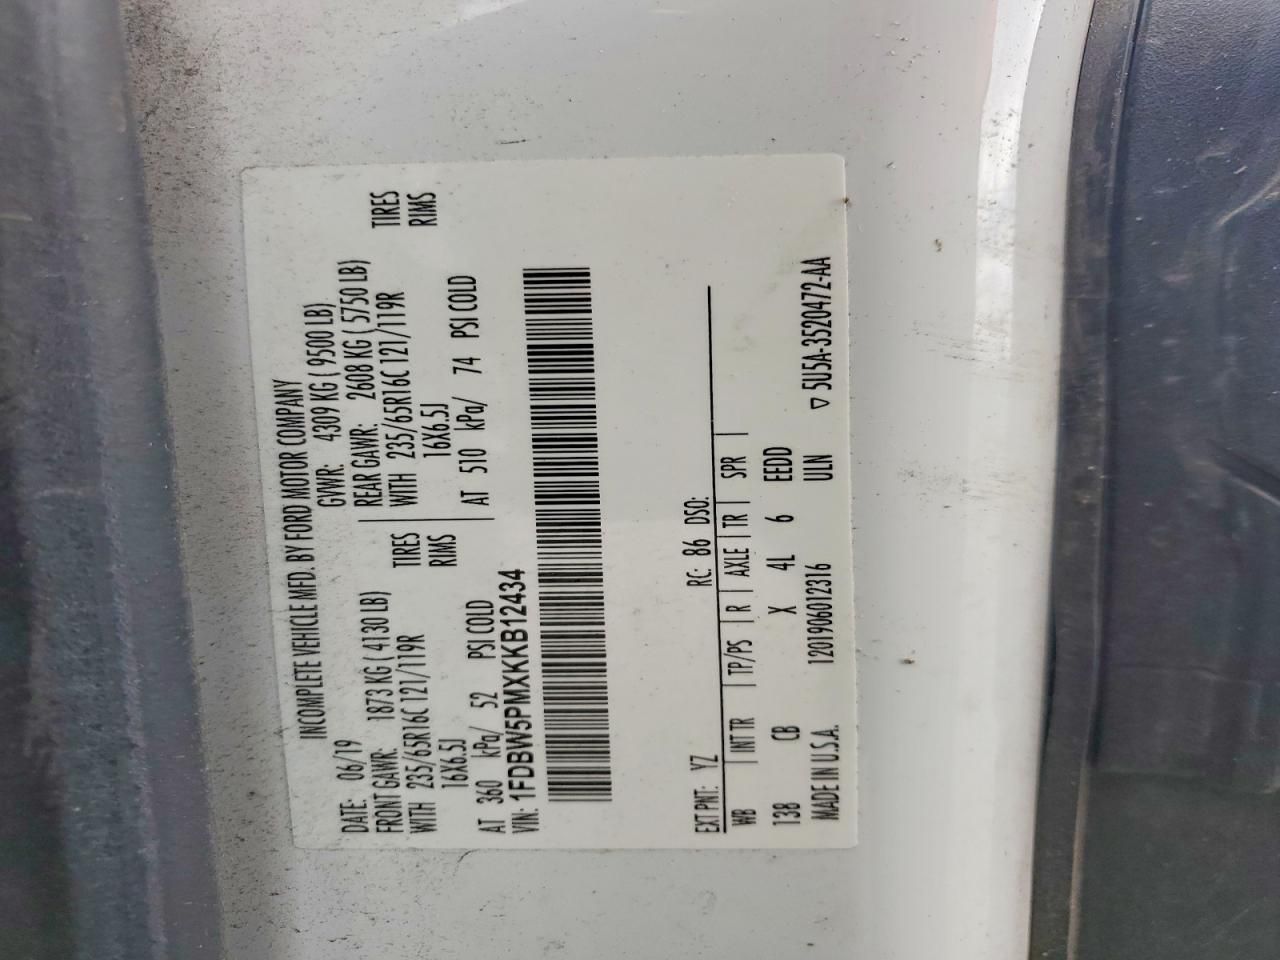 INCOMPLETE VEHICLE MFD. BY FORD MOTOR COMPANY
DATE: 06/19 GVWR: 4309 KG ( 9500 LB)
FRONT GAWR: 1873 KG ( 4130 LB) REAR GAWR: 2608 KG ( 5750 LB)
WITH 235/65R16C 121/119R TIRES WITH 235/65R16C 121/119R TIRES
16X6.5J RIMS 16X6.5J RIMS
AT 360 kPa/ 52 PSI COLD AT 510 kPa/ 74 PSI COLD
VIN: 1FDBW5PMXKKB12434
EXT PNT: YZ RC: 86 DSO:
WB | INT TR | TP/PS | R | AXLE | TR | SPR |
138 CB X 4L 6 EEDD
MADE IN U.S.A. 1201906012316 ULN ▽ 5U5A-3520472-AA